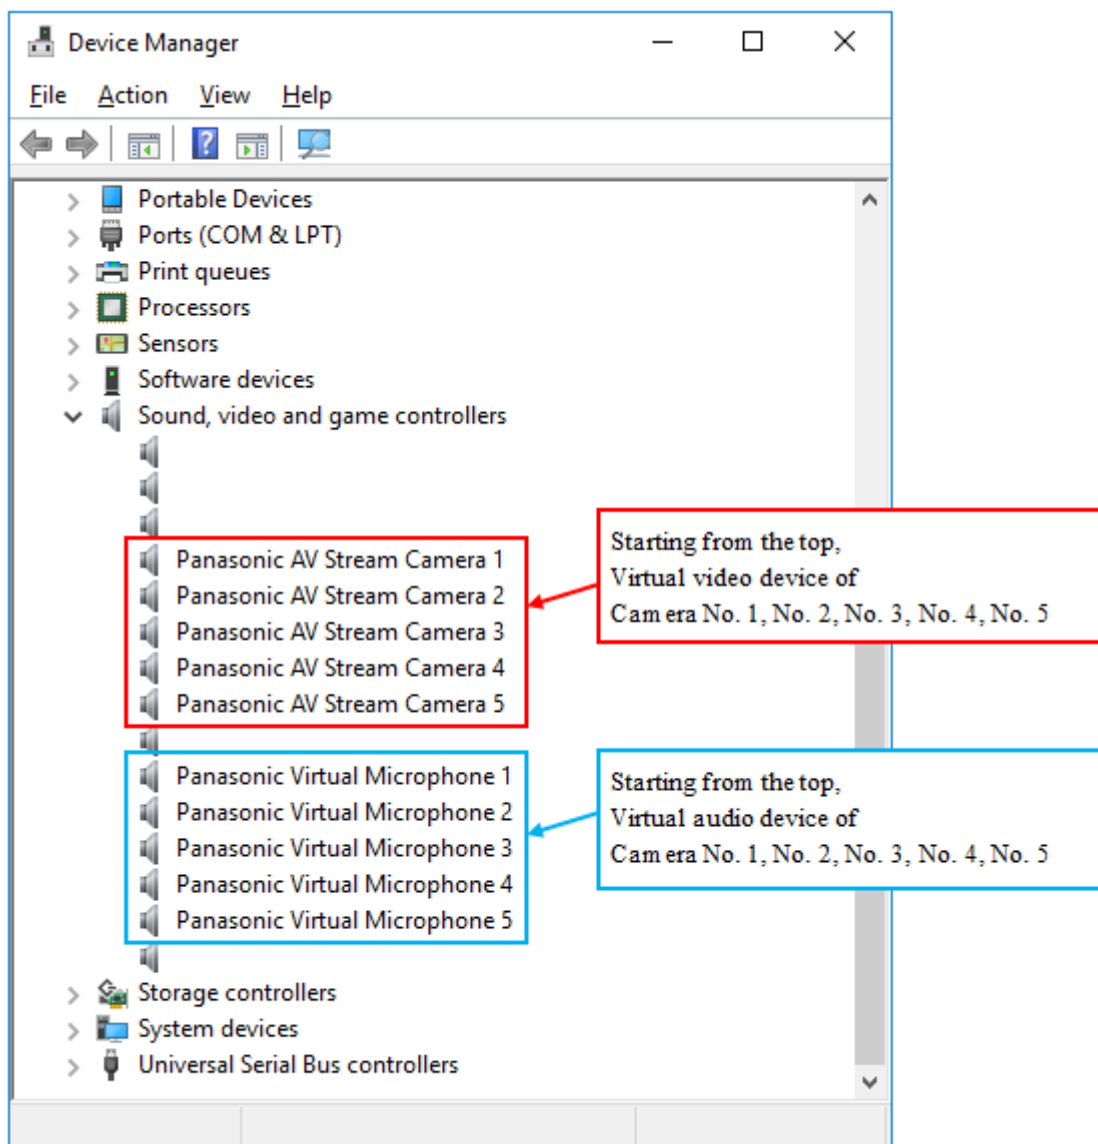 Device Manager
File Action View Help
Portable Devices
Ports (COM & LPT)
Print queues
Processors
Sensors
Software devices
Sound, video and game controllers
Panasonic AV Stream Camera 1
Panasonic AV Stream Camera 2
Panasonic AV Stream Camera 3
Panasonic AV Stream Camera 4
Panasonic AV Stream Camera 5
Starting from the top,
Virtual video device of
Camera No. 1, No. 2, No. 3, No. 4, No. 5
Panasonic Virtual Microphone 1
Panasonic Virtual Microphone 2
Panasonic Virtual Microphone 3
Panasonic Virtual Microphone 4
Panasonic Virtual Microphone 5
Starting from the top,
Virtual audio device of
Camera No. 1, No. 2, No. 3, No. 4, No. 5
Storage controllers
System devices
Universal Serial Bus controllers